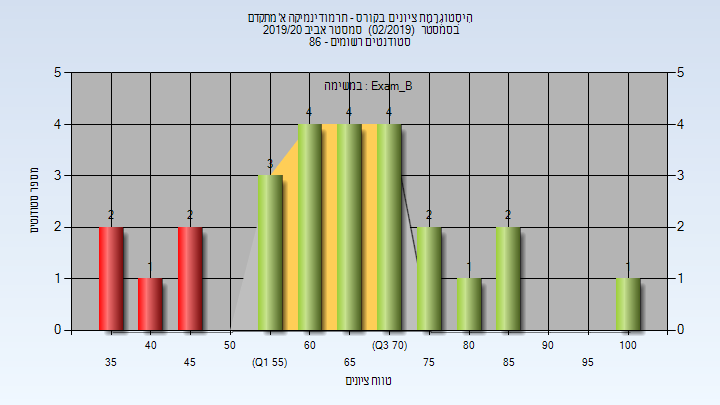 היסטוגרמת ציונים בקורס - תרמודינמיקה א' מתקדם
בסמסטר (02/2019) סמסטר אביב 2019/20
סטודנטים רשומים - 86
במשימה : Exam_B
מספר סטודנטים
5 5
4 4
3 3
2 2
1 1
0 0
2 1 2 3 4 4 4 2 1 2 1
40 50 60 (Q3 70) 80 90 100
35 45 (Q1 55) 65 75 85 95
טווח ציונים